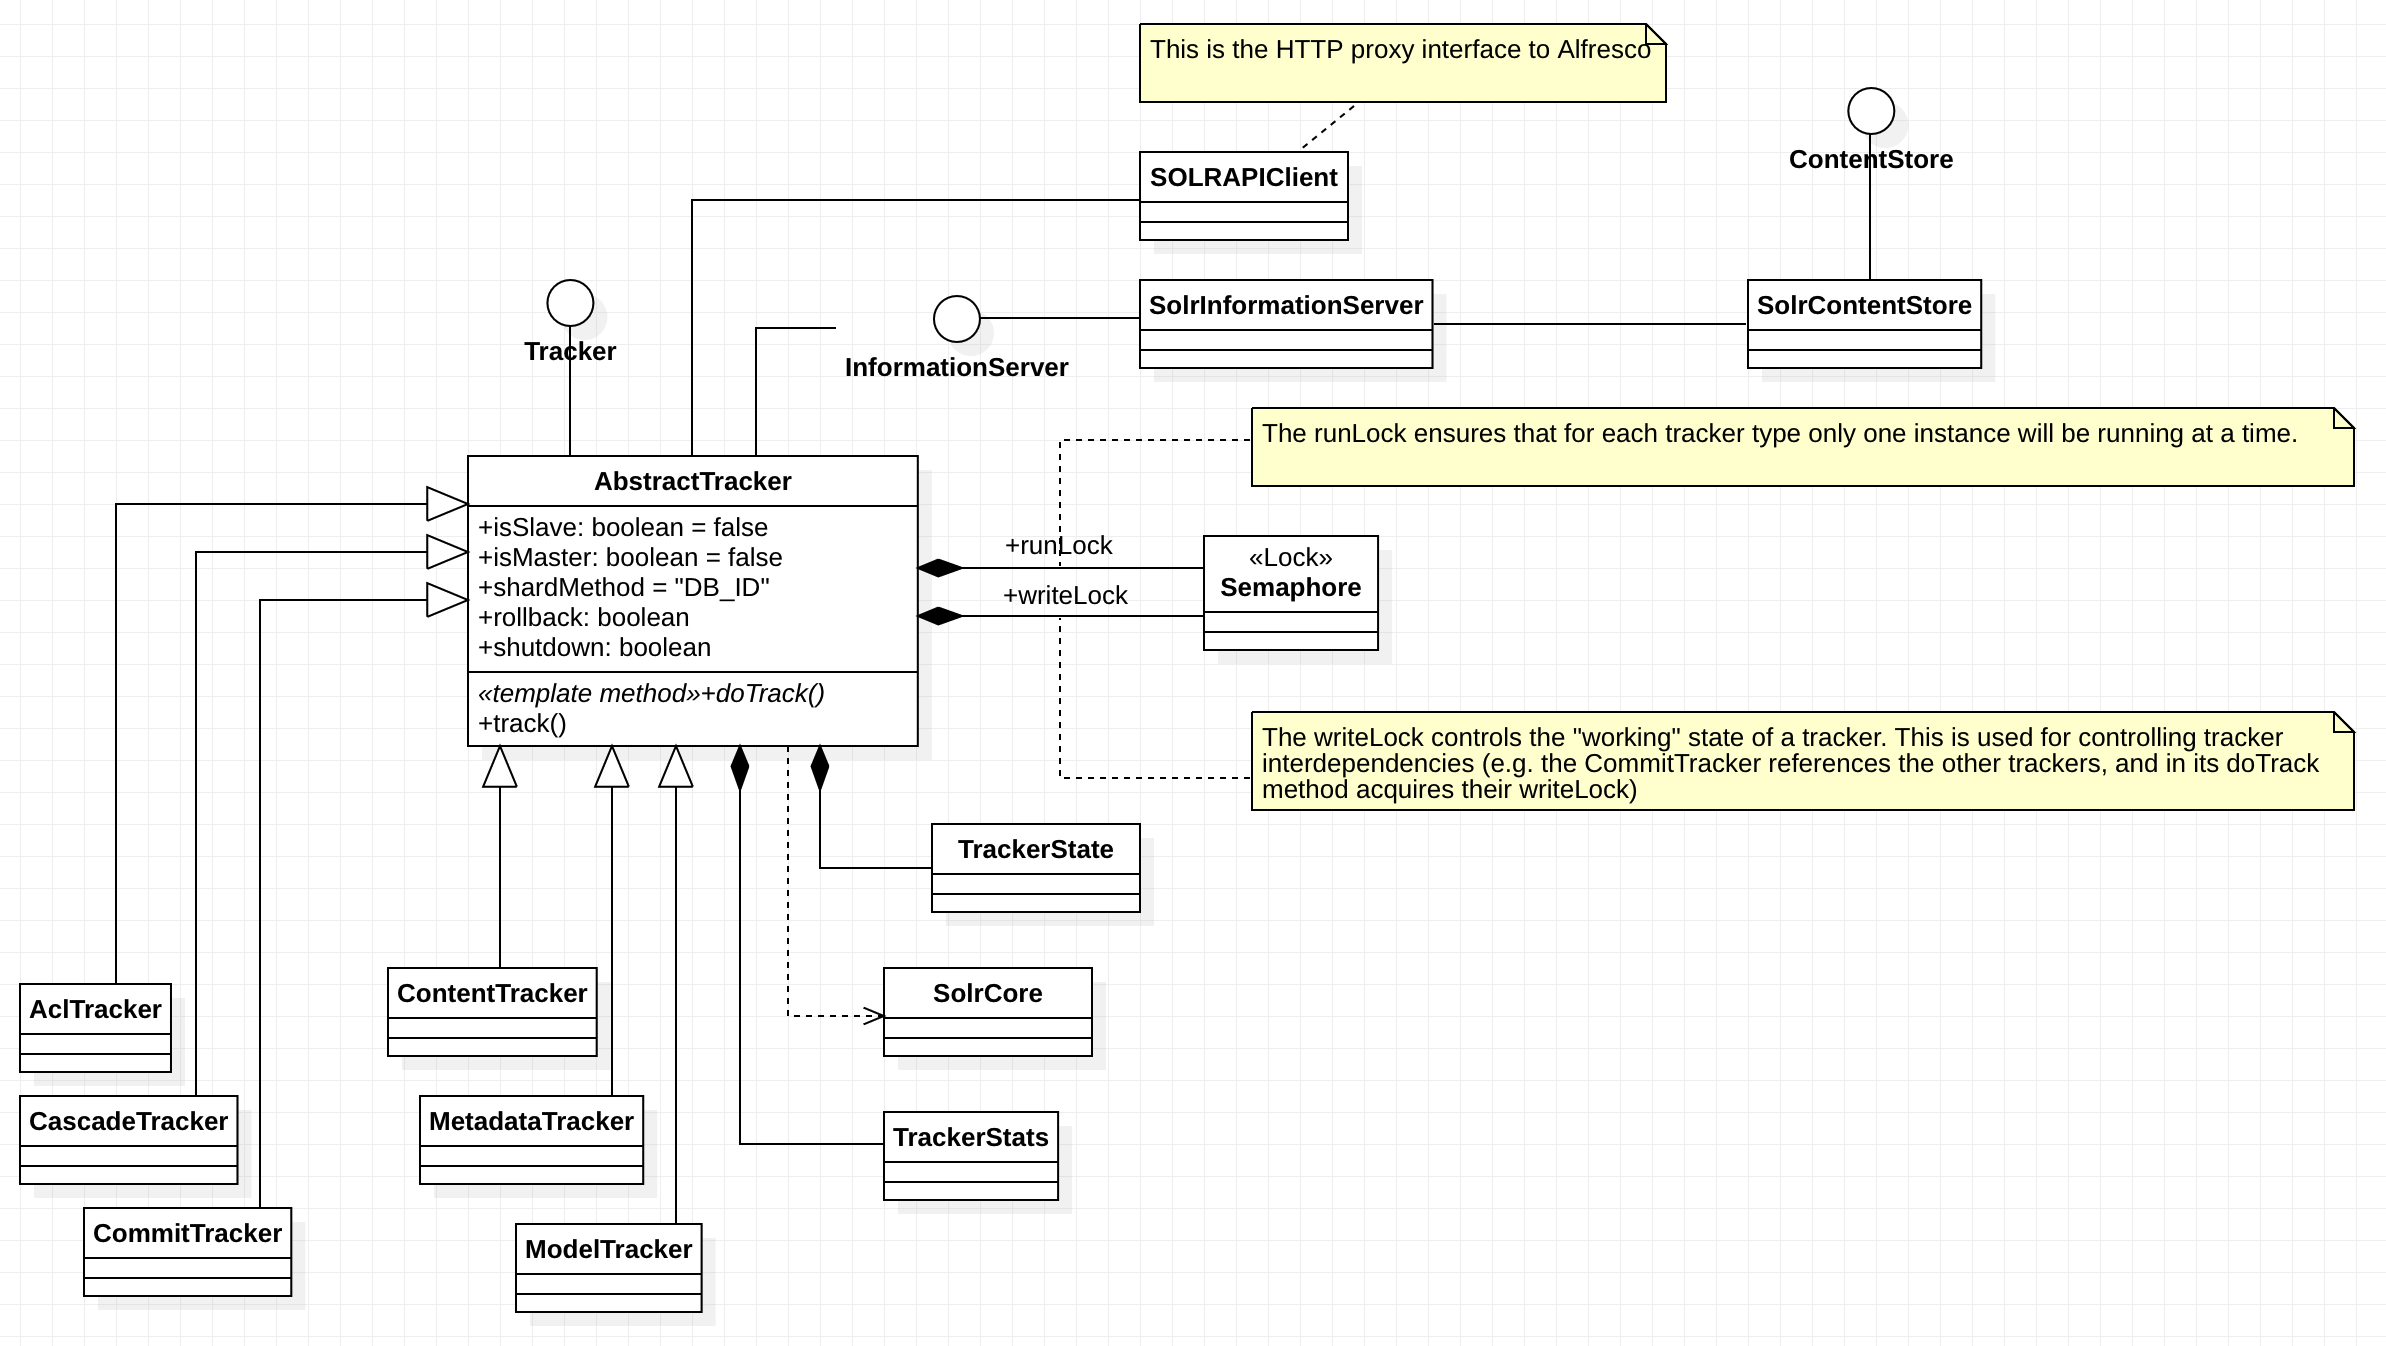 This is the HTTP proxy interface to Alfresco
ContentStore
SOLRAPIClient
Tracker
InformationServer
SolrInformationServer
SolrContentStore
The runLock ensures that for each tracker type only one instance will be running at a time.
AbstractTracker
+isSlave: boolean = false
+isMaster: boolean = false
+shardMethod = "DB_ID"
+rollback: boolean
+shutdown: boolean
«template method»+doTrack()
+track()
+runLock
+writeLock
«Lock»
Semaphore
The writeLock controls the "working" state of a tracker. This is used for controlling tracker
interdependencies (e.g. the CommitTracker references the other trackers, and in its doTrack
method acquires their writeLock)
TrackerState
AclTracker
ContentTracker
SolrCore
CascadeTracker
MetadataTracker
TrackerStats
CommitTracker
ModelTracker